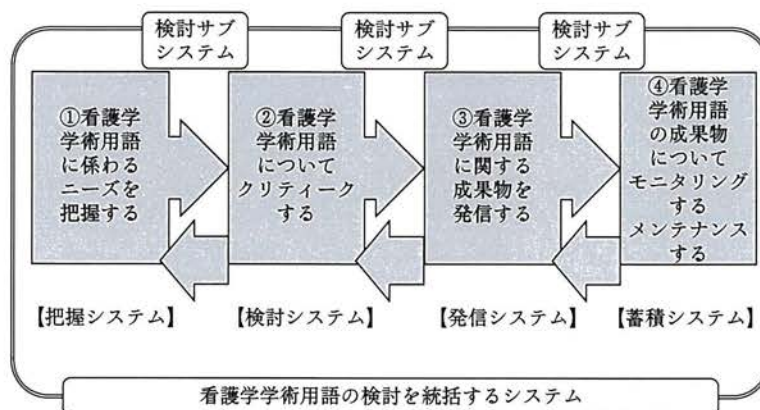 検討サブ
システム
検討サブ
システム
検討サブ
システム
①看護学
学術用語
に係わる
ニーズを
把握する
②看護学
学術用語
について
クリティーク
する
③看護学
学術用語
に関する
成果物を
発信する
④看護学
学術用語
の成果物
について
モニタリング
する
メンテナンス
する
【把握システム】
【検討システム】
【発信システム】
【蓄積システム】
看護学学術用語の検討を統括するシステム